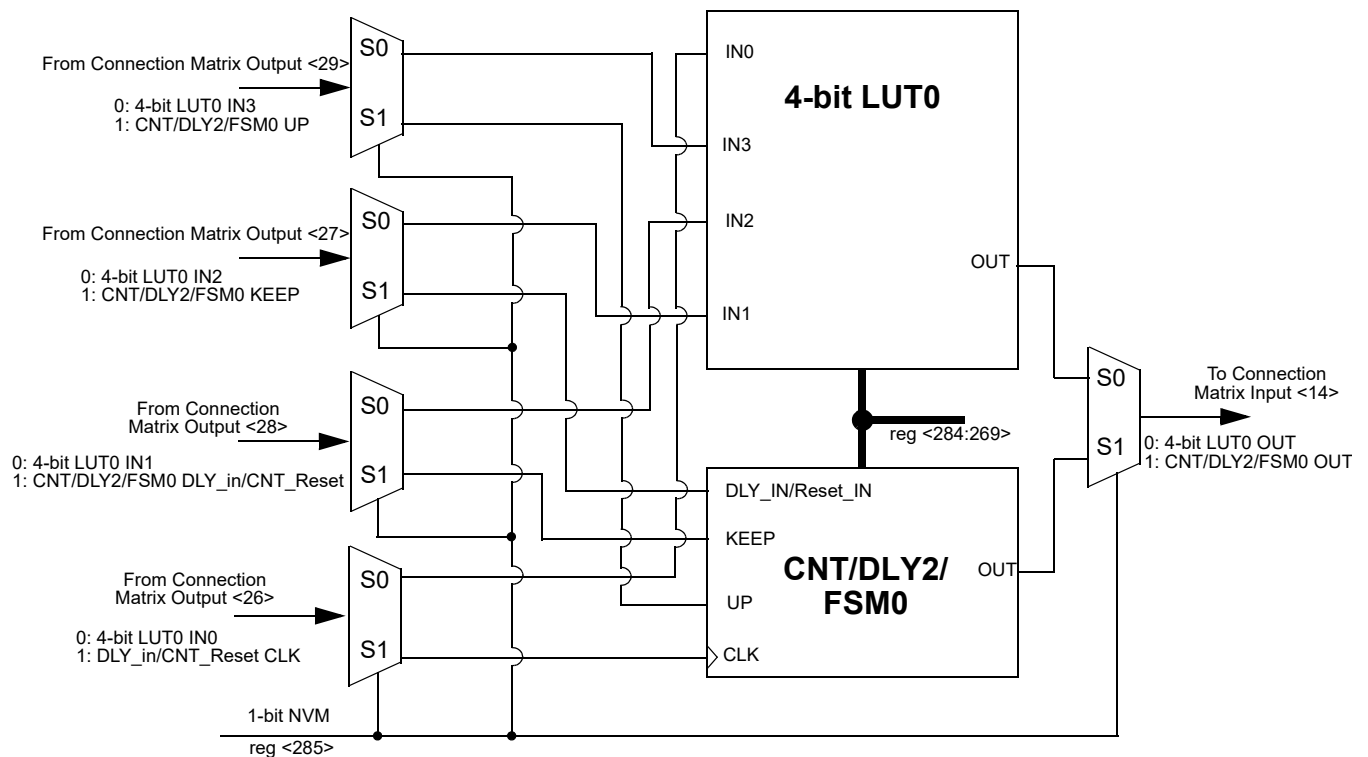 S0
S1
From Connection Matrix Output <29>
0: 4-bit LUT0 IN3
1: CNT/DLY2/FSM0 UP
S0
S1
From Connection Matrix Output <27>
0: 4-bit LUT0 IN2
1: CNT/DLY2/FSM0 KEEP
S0
S1
From Connection
Matrix Output <28>
0: 4-bit LUT0 IN1
1: CNT/DLY2/FSM0 DLY_in/CNT_Reset
S0
S1
From Connection
Matrix Output <26>
0: 4-bit LUT0 IN0
1: DLY_in/CNT_Reset CLK
1-bit NVM
reg <285>
IN0
4-bit LUT0
IN3
IN2
OUT
IN1
reg <284:269>
DLY_IN/Reset_IN
KEEP
CNT/DLY2/
FSM0
OUT
UP
CLK
S0
S1
To Connection
Matrix Input <14>
0: 4-bit LUT0 OUT
1: CNT/DLY2/FSM0 OUT